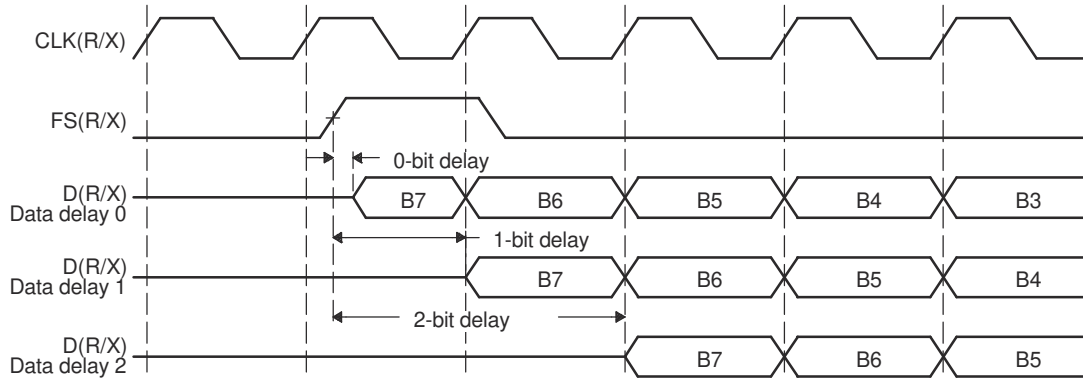 CLK(R/X)
FS(R/X)
0-bit delay
D(R/X)
Data delay 0
B7 B6 B5 B4 B3
1-bit delay
D(R/X)
Data delay 1
B7 B6 B5 B4
2-bit delay
D(R/X)
Data delay 2
B7 B6 B5